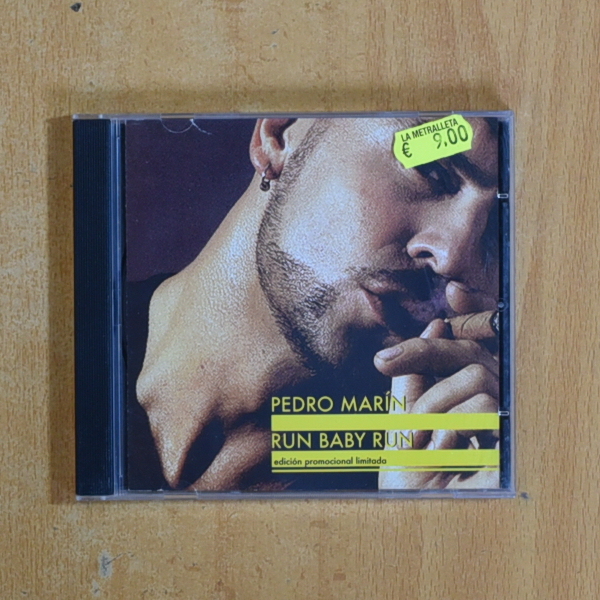 LA METRALLETA
€ 9.00
PEDRO MARÍN
RUN BABY RUN
edición promocional limitada